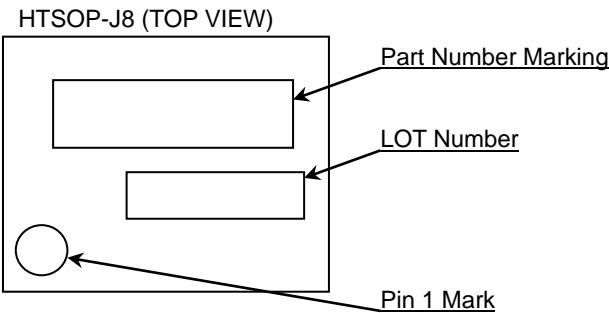 HTSOP-J8 (TOP VIEW)
Part Number Marking
LOT Number
Pin 1 Mark